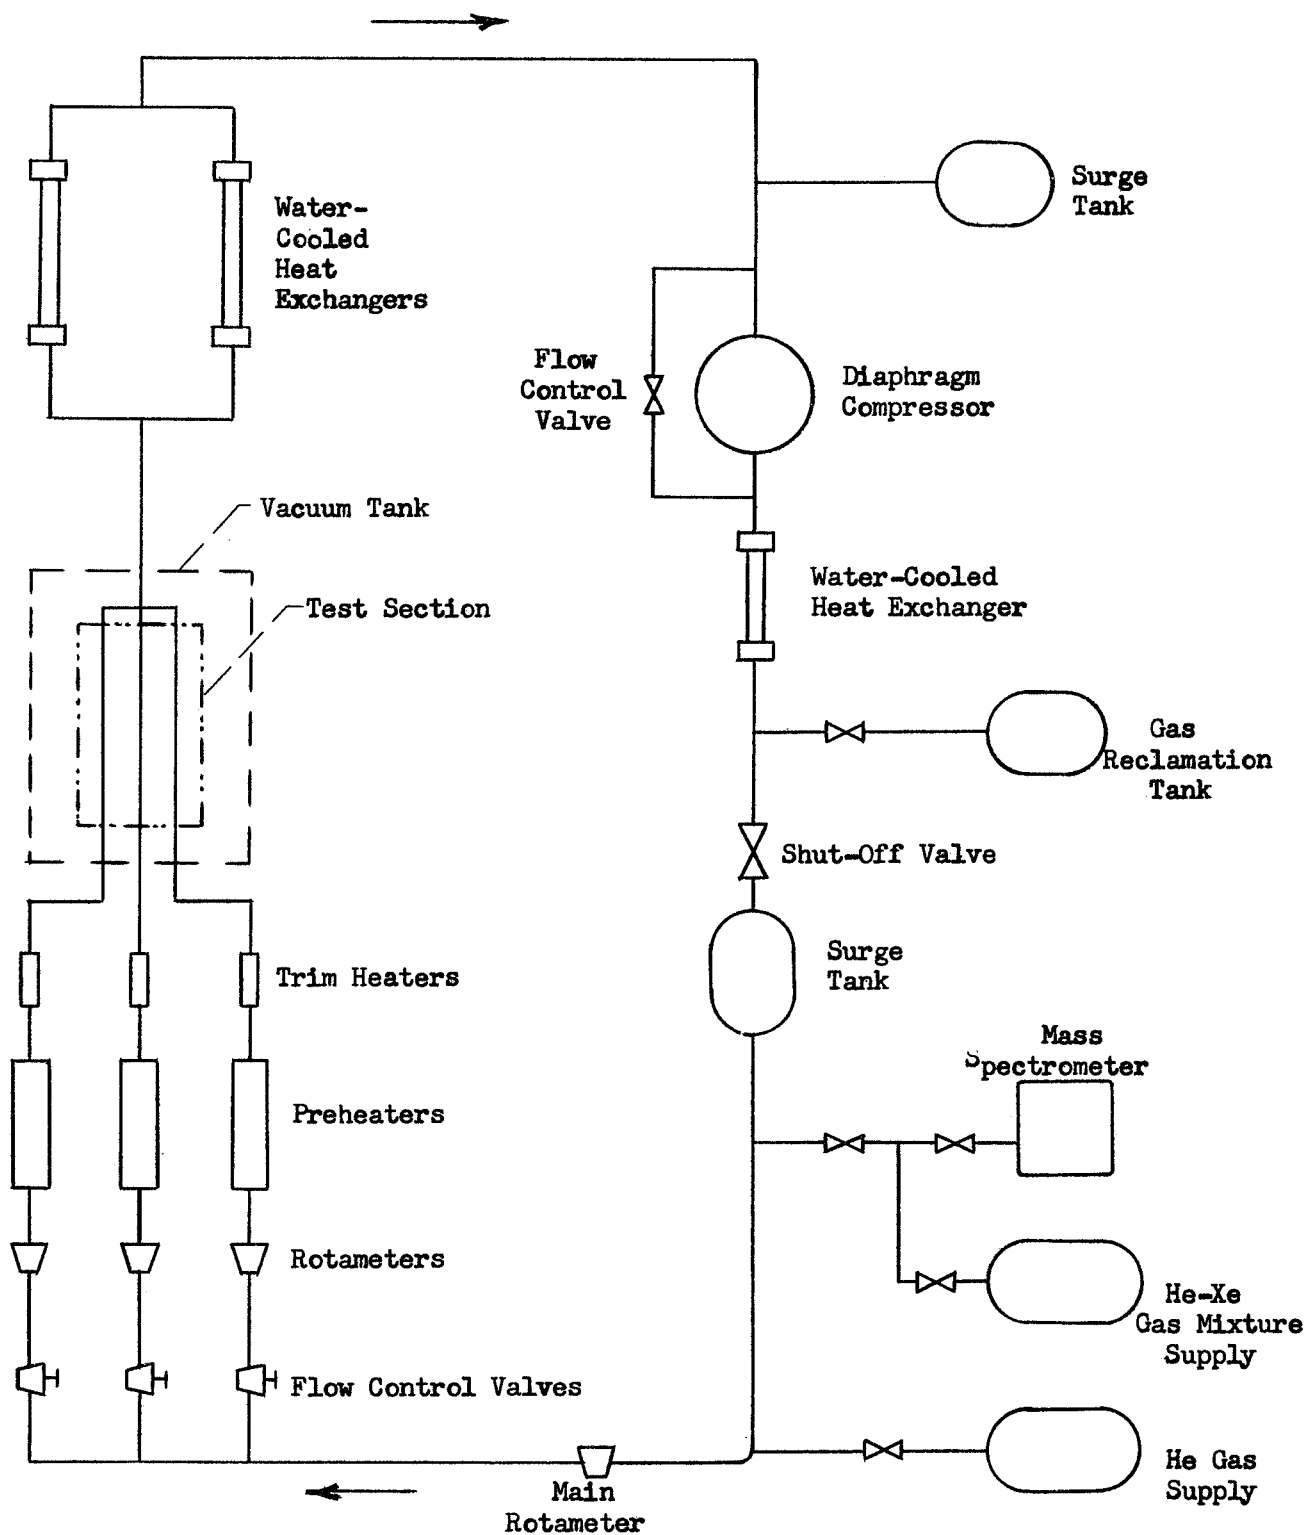 Surge
Tank
Water-
Cooled
Heat
Exchangers
Flow
Control
Valve
Diaphragm
Compressor
Vacuum Tank
Test Section
Water-Cooled
Heat Exchanger
Gas
Reclamation
Tank
Shut-Off Valve
Surge
Tank
Trim Heaters
Mass
Spectrometer
Preheaters
Rotameters
He-Xe
Gas Mixture
Supply
Flow Control Valves
He Gas
Supply
Main
Rotameter